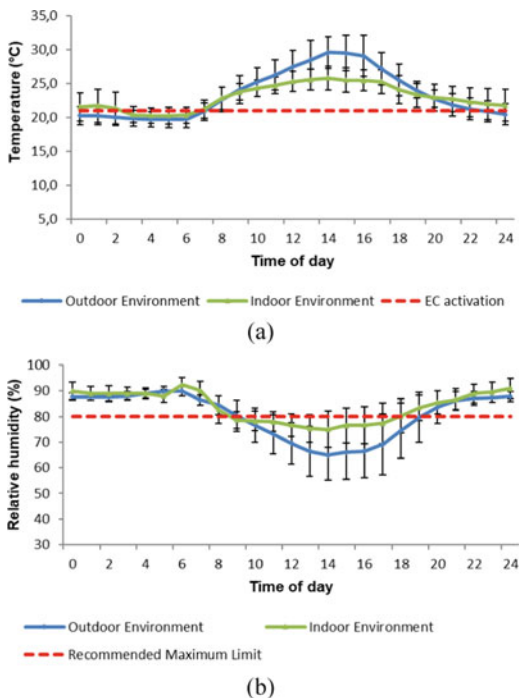 35,0
30,0
25,0
20,0
15,0
10,0
5,0
Temperature (°C)
0 2 4 6 8 10 12 14 16 18 20 22 24
Time of day
Outdoor Environment Indoor Environment EC activation
(a)
100
90
80
70
60
50
40
30
Relative humidity (%)
0 2 4 6 8 10 12 14 16 18 20 22 24
Time of day
Outdoor Environment Indoor Environment
Recommended Maximum Limit
(b)